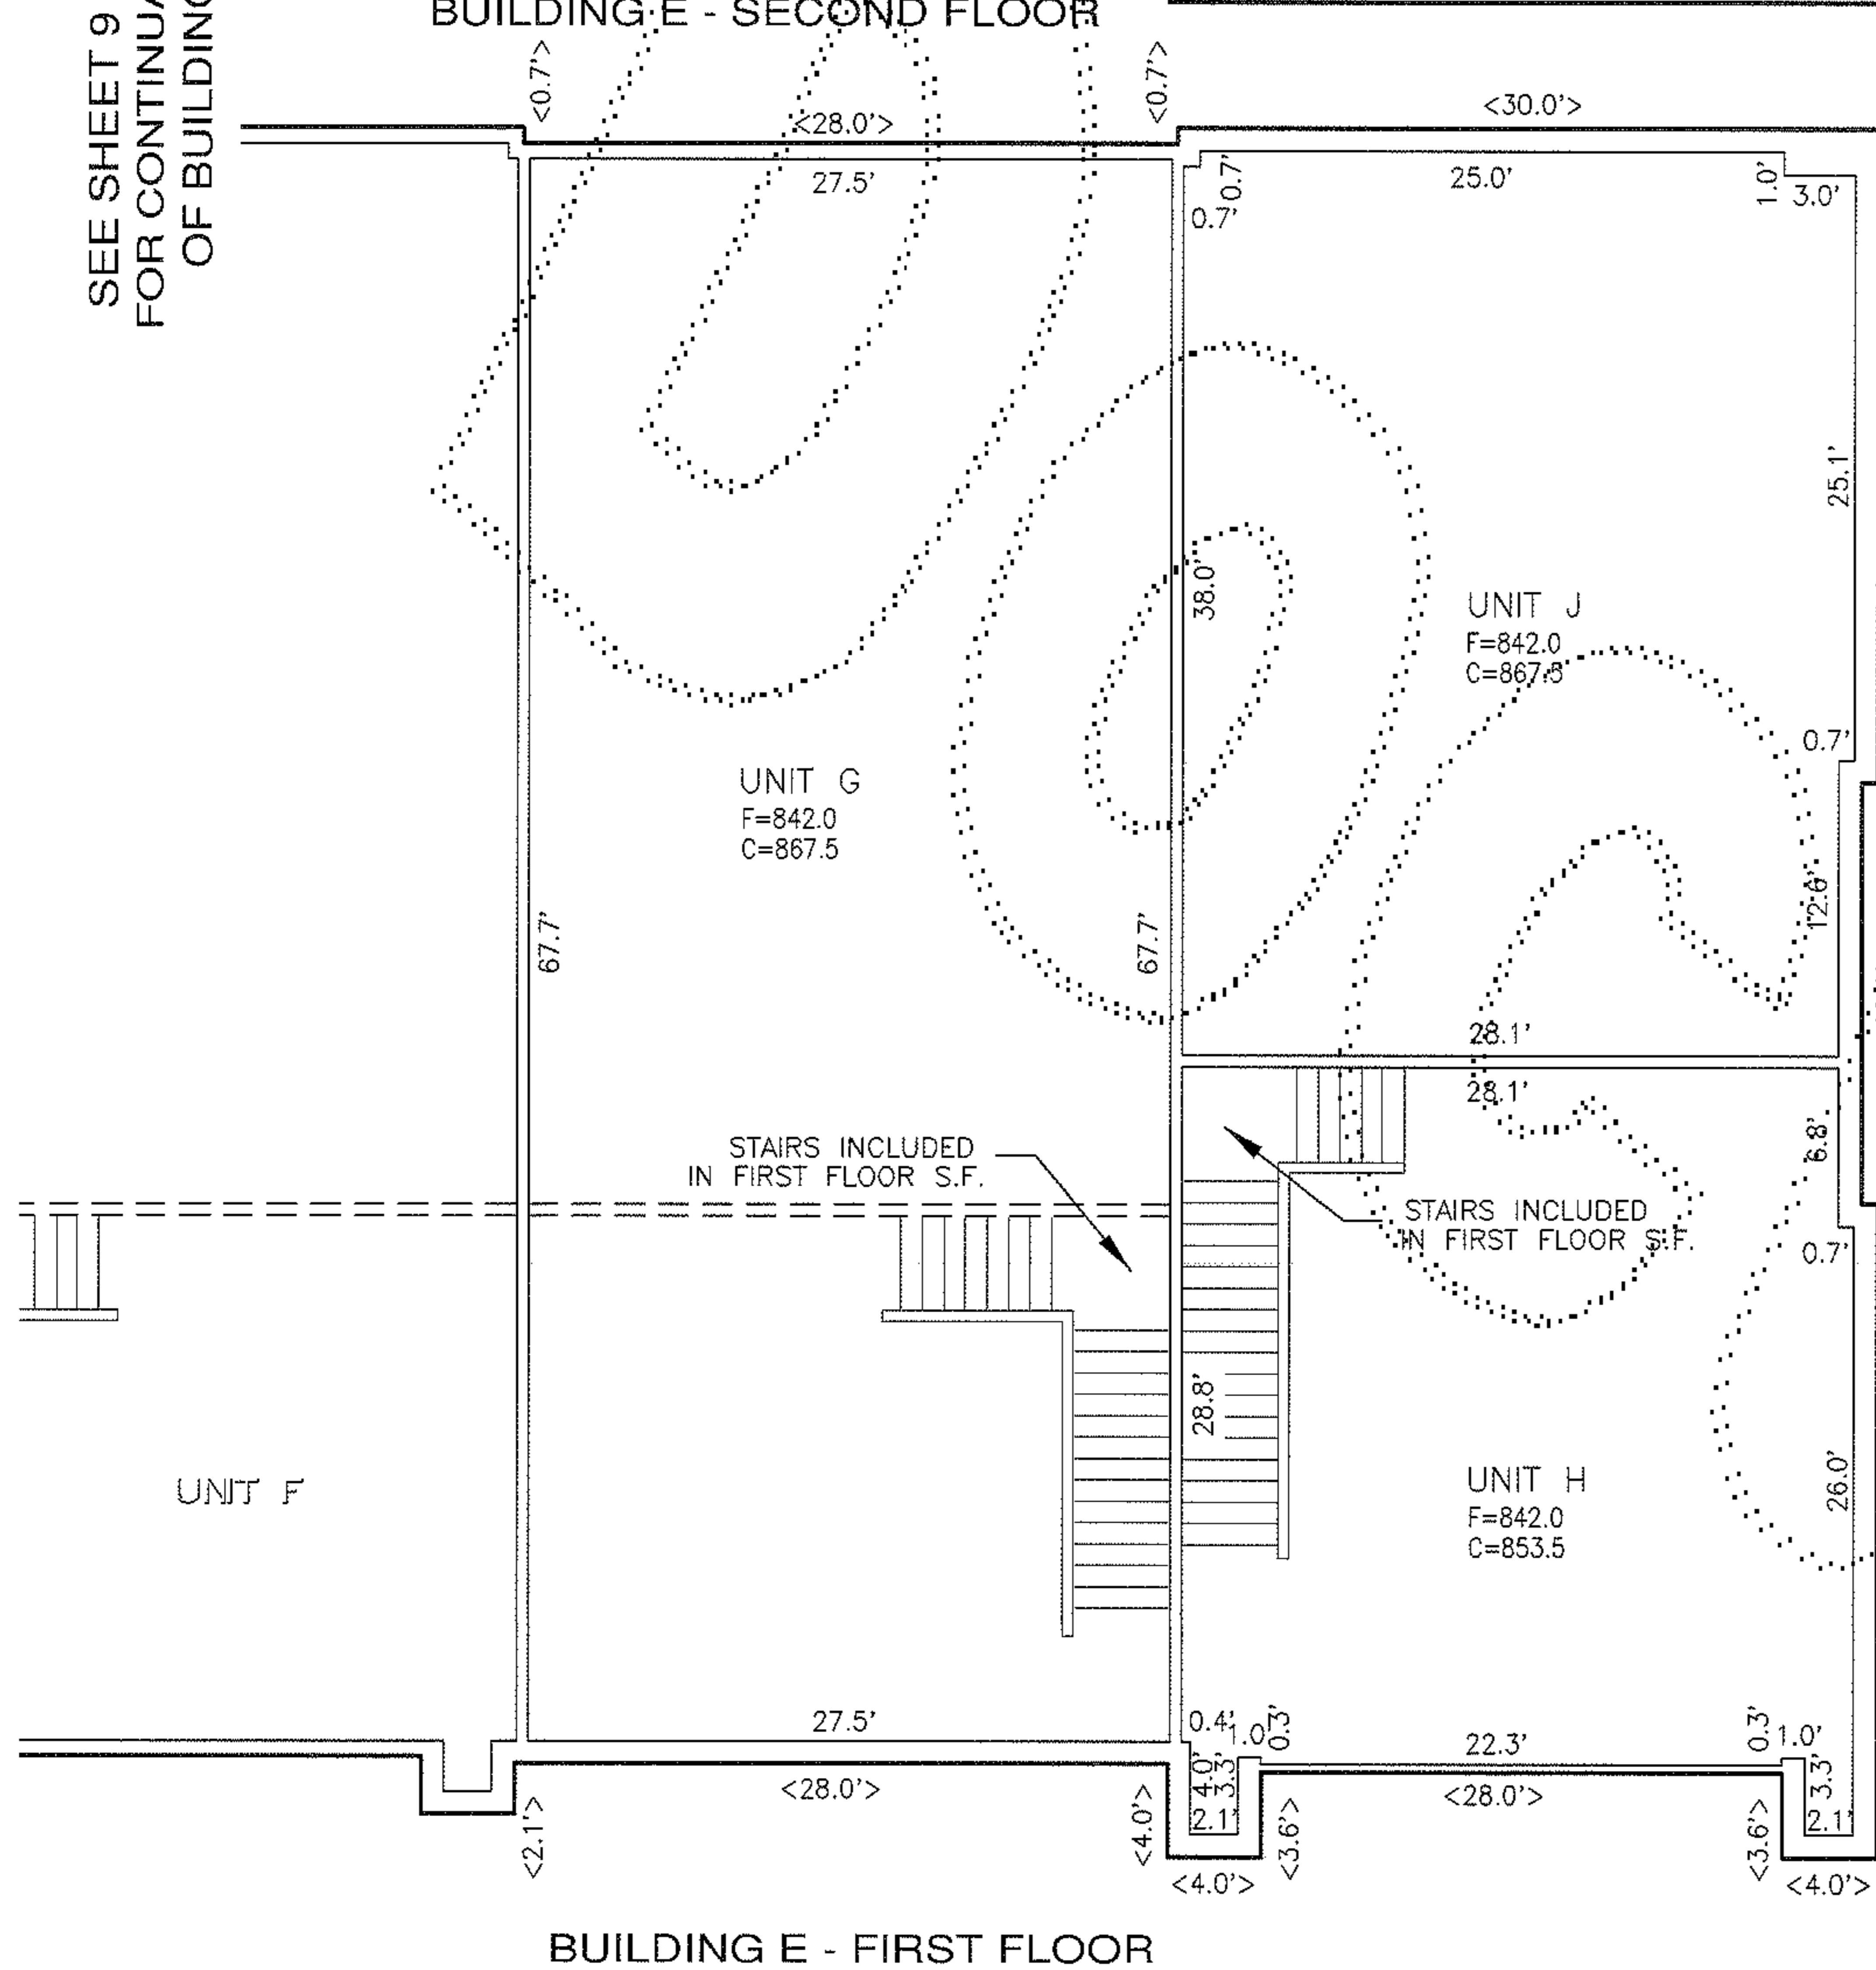 BUILDING E - SECOND FLOOR
SEE SHEET 9
FOR
OF
<0.7'>
<0.7'>
<28.0'>
<30.0'>
27.5'
0.7'
0.7'
25.0'
1.0'
3.0'
25.1'
38.0'
UNIT J
F=842.0
C=867.5
0.7'
UNIT G
F=842.0
C=867.5
67.7'
67.7'
28.1'
28.1'
6.8'
STAIRS INCLUDED
IN FIRST FLOOR S.F.
STAIRS INCLUDED
IN FIRST FLOOR S.F.
0.7'
28.8'
UNIT F
UNIT H
F=842.0
C=853.5
26.0'
27.5'
0.4'
1.0'
0.3'
22.3'
0.3'
1.0'
4.0'
3.3'
2.1'
3.3'
2.1'
<2.1'>
<28.0'>
<4.0'>
<3.6'>
<28.0'>
<3.6'>
<4.0'>
<4.0'>
BUILDING E - FIRST FLOOR